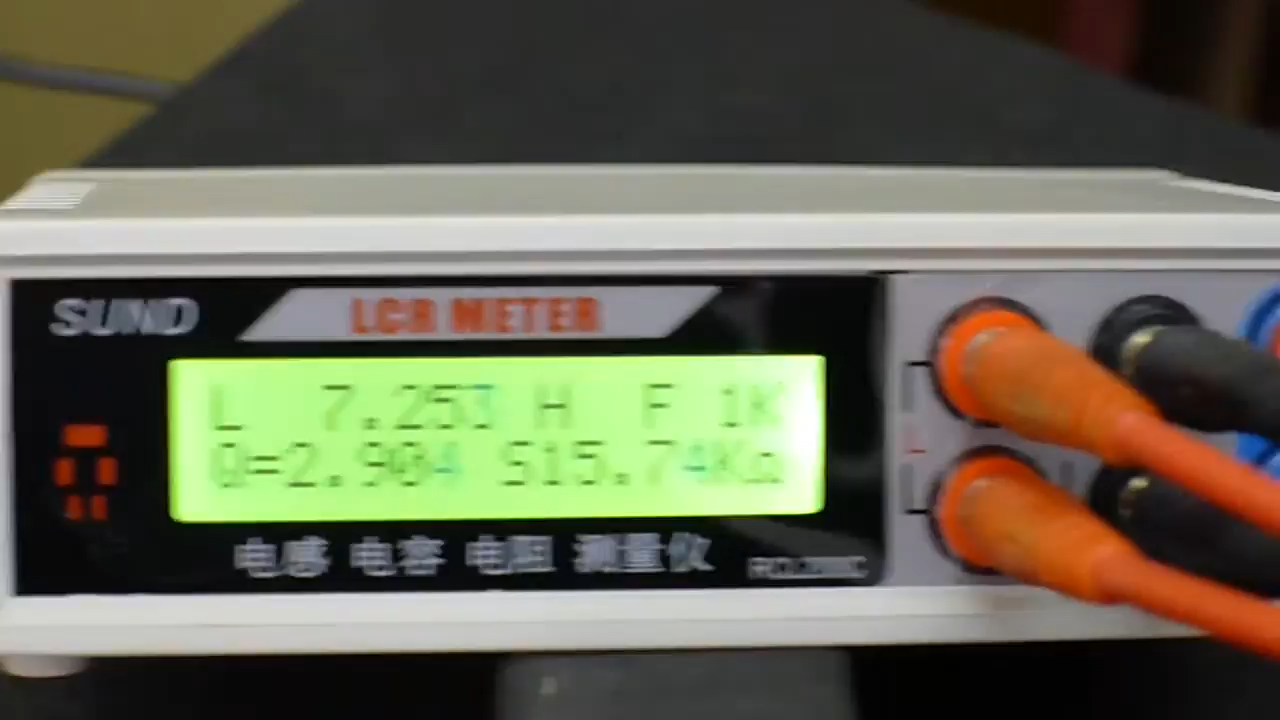 SUND
LCR METER
L 7.253 H F 1K
Q=2.904 S15.74KΩ
电感 电容 电阻 测量仪
L